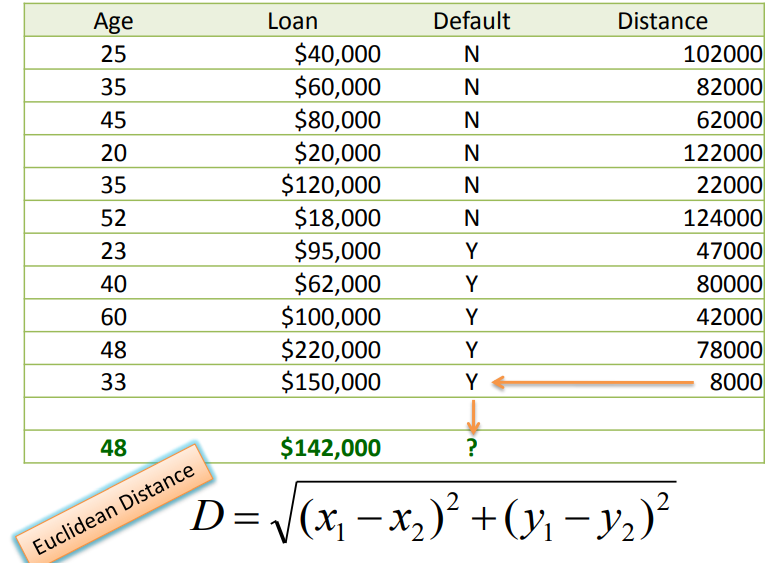 Age Loan Default Distance
25 $40,000 N 102000
35 $60,000 N 82000
45 $80,000 N 62000
20 $20,000 N 122000
35 $120,000 N 22000
52 $18,000 N 124000
23 $95,000 Y 47000
40 $62,000 Y 80000
60 $100,000 Y 42000
48 $220,000 Y 78000
33 $150,000 Y 8000
48 $142,000 ?
Euclidean Distance
D = √(x₁ − x₂)² + (y₁ − y₂)²